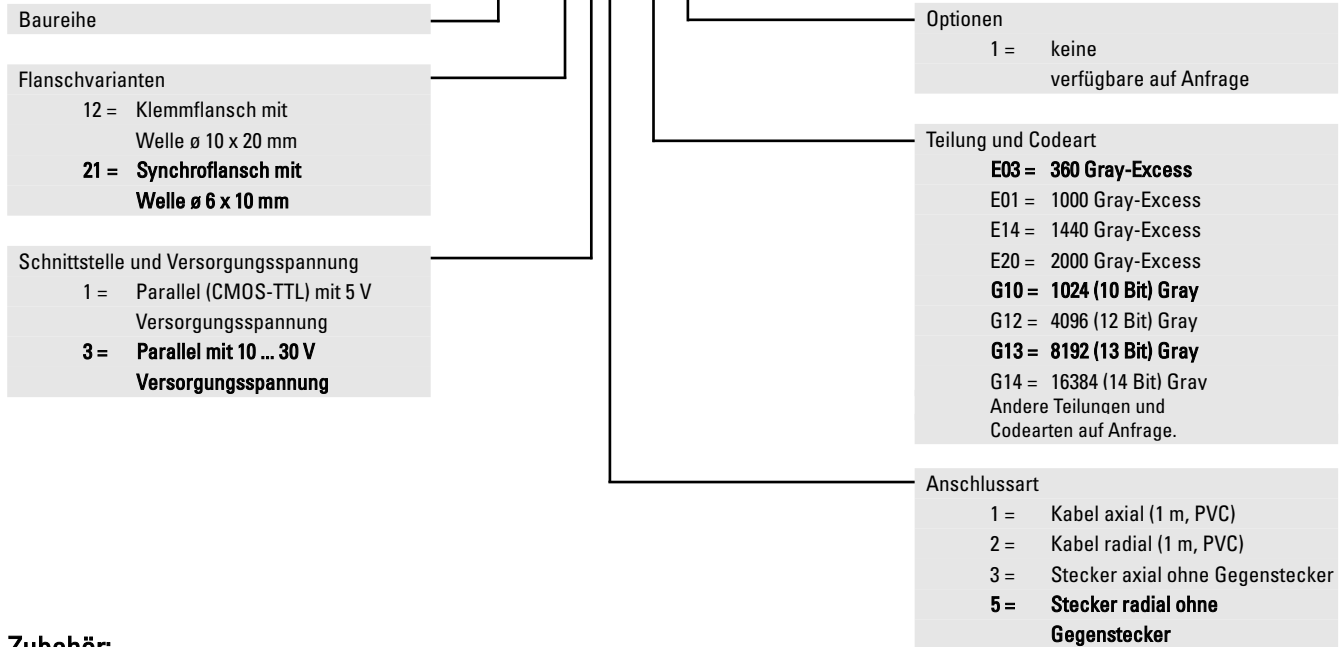 Baureihe
Flanschvarianten
12 = Klemmflansch mit
Welle ø 10 x 20 mm
21 = Synchroflansch mit
Welle ø 6 x 10 mm
Schnittstelle und Versorgungsspannung
1 = Parallel (CMOS-TTL) mit 5 V
Versorgungsspannung
3 = Parallel mit 10 ... 30 V
Versorgungsspannung
Optionen
1 = keine
verfügbare auf Anfrage
Teilung und Codeart
E03 = 360 Gray-Excess
E01 = 1000 Gray-Excess
E14 = 1440 Gray-Excess
E20 = 2000 Gray-Excess
G10 = 1024 (10 Bit) Gray
G12 = 4096 (12 Bit) Gray
G13 = 8192 (13 Bit) Gray
G14 = 16384 (14 Bit) Gray
Andere Teilungen und
Codearten auf Anfrage.
Anschlussart
1 = Kabel axial (1 m, PVC)
2 = Kabel radial (1 m, PVC)
3 = Stecker axial ohne Gegenstecker
5 = Stecker radial ohne
Gegenstecker
Zubehör: